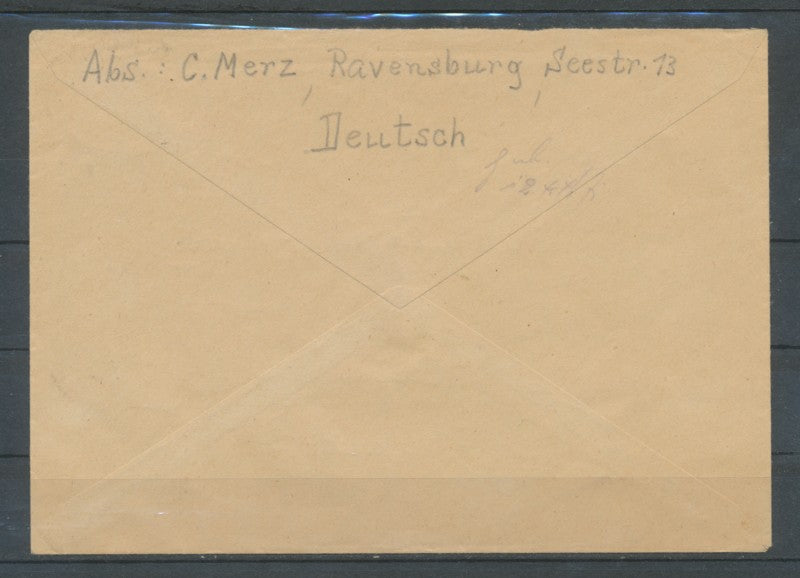 Abs.: C. Merz, Ravensburg, Seestr. 13
Deutsch